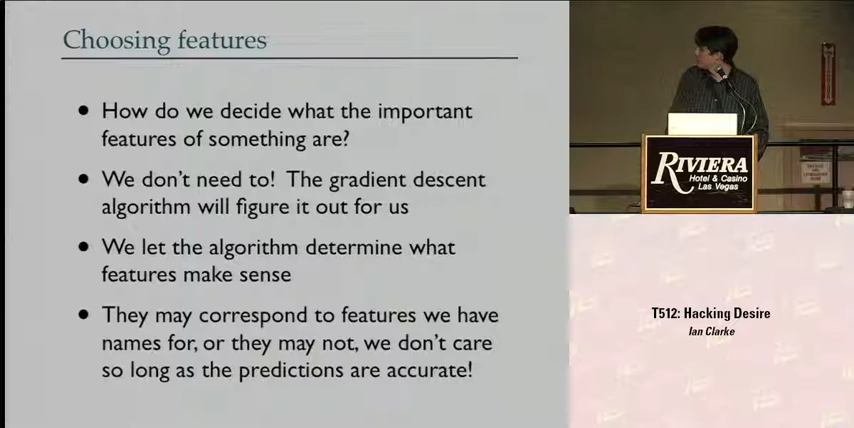 Choosing features
• How do we decide what the important
features of something are?
• We don't need to! The gradient descent
algorithm will figure it out for us
• We let the algorithm determine what
features make sense
• They may correspond to features we have
names for, or they may not, we don't care
so long as the predictions are accurate!
RIVIERA
Hotel & Casino
Las Vegas
T512: Hacking Desire
Ian Clarke